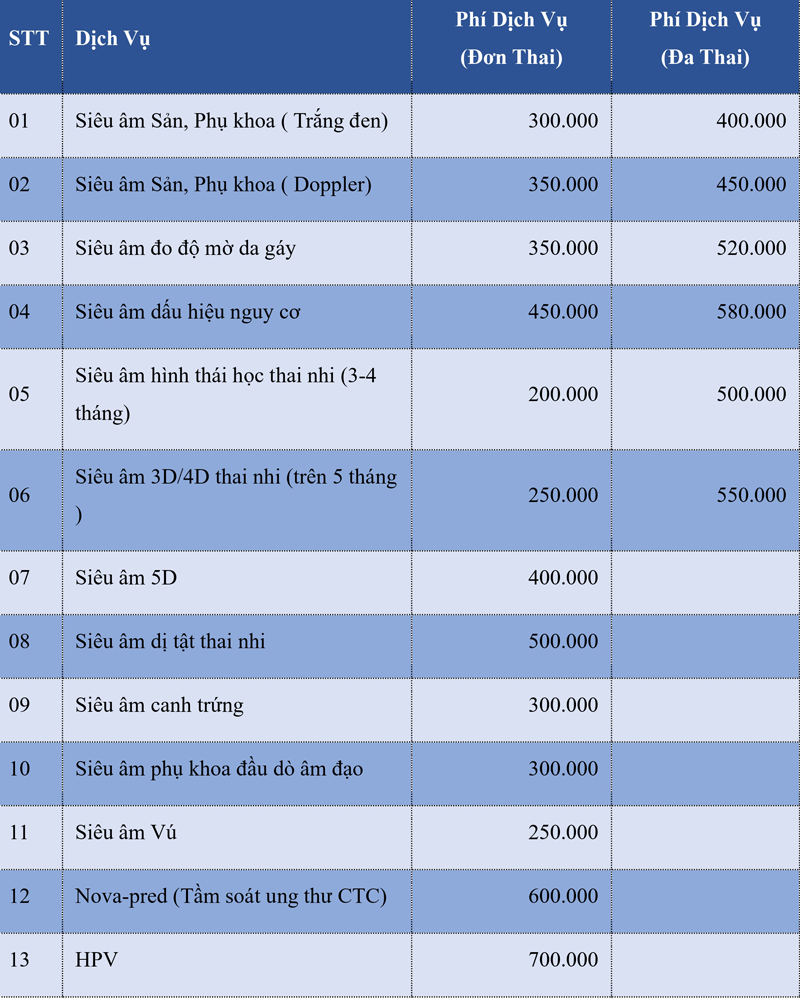 STT Dịch Vụ Phí Dịch Vụ (Đơn Thai) Phí Dịch Vụ (Đa Thai)
01 Siêu âm Sản, Phụ khoa ( Trắng đen) 300.000 400.000
02 Siêu âm Sản, Phụ khoa ( Doppler) 350.000 450.000
03 Siêu âm đo độ mờ da gáy 350.000 520.000
04 Siêu âm dấu hiệu nguy cơ 450.000 580.000
05 Siêu âm hình thái học thai nhi (3-4 tháng) 200.000 500.000
06 Siêu âm 3D/4D thai nhi (trên 5 tháng ) 250.000 550.000
07 Siêu âm 5D 400.000
08 Siêu âm dị tật thai nhi 500.000
09 Siêu âm canh trứng 300.000
10 Siêu âm phụ khoa đầu dò âm đạo 300.000
11 Siêu âm Vú 250.000
12 Nova-pred (Tầm soát ung thư CTC) 600.000
13 HPV 700.000